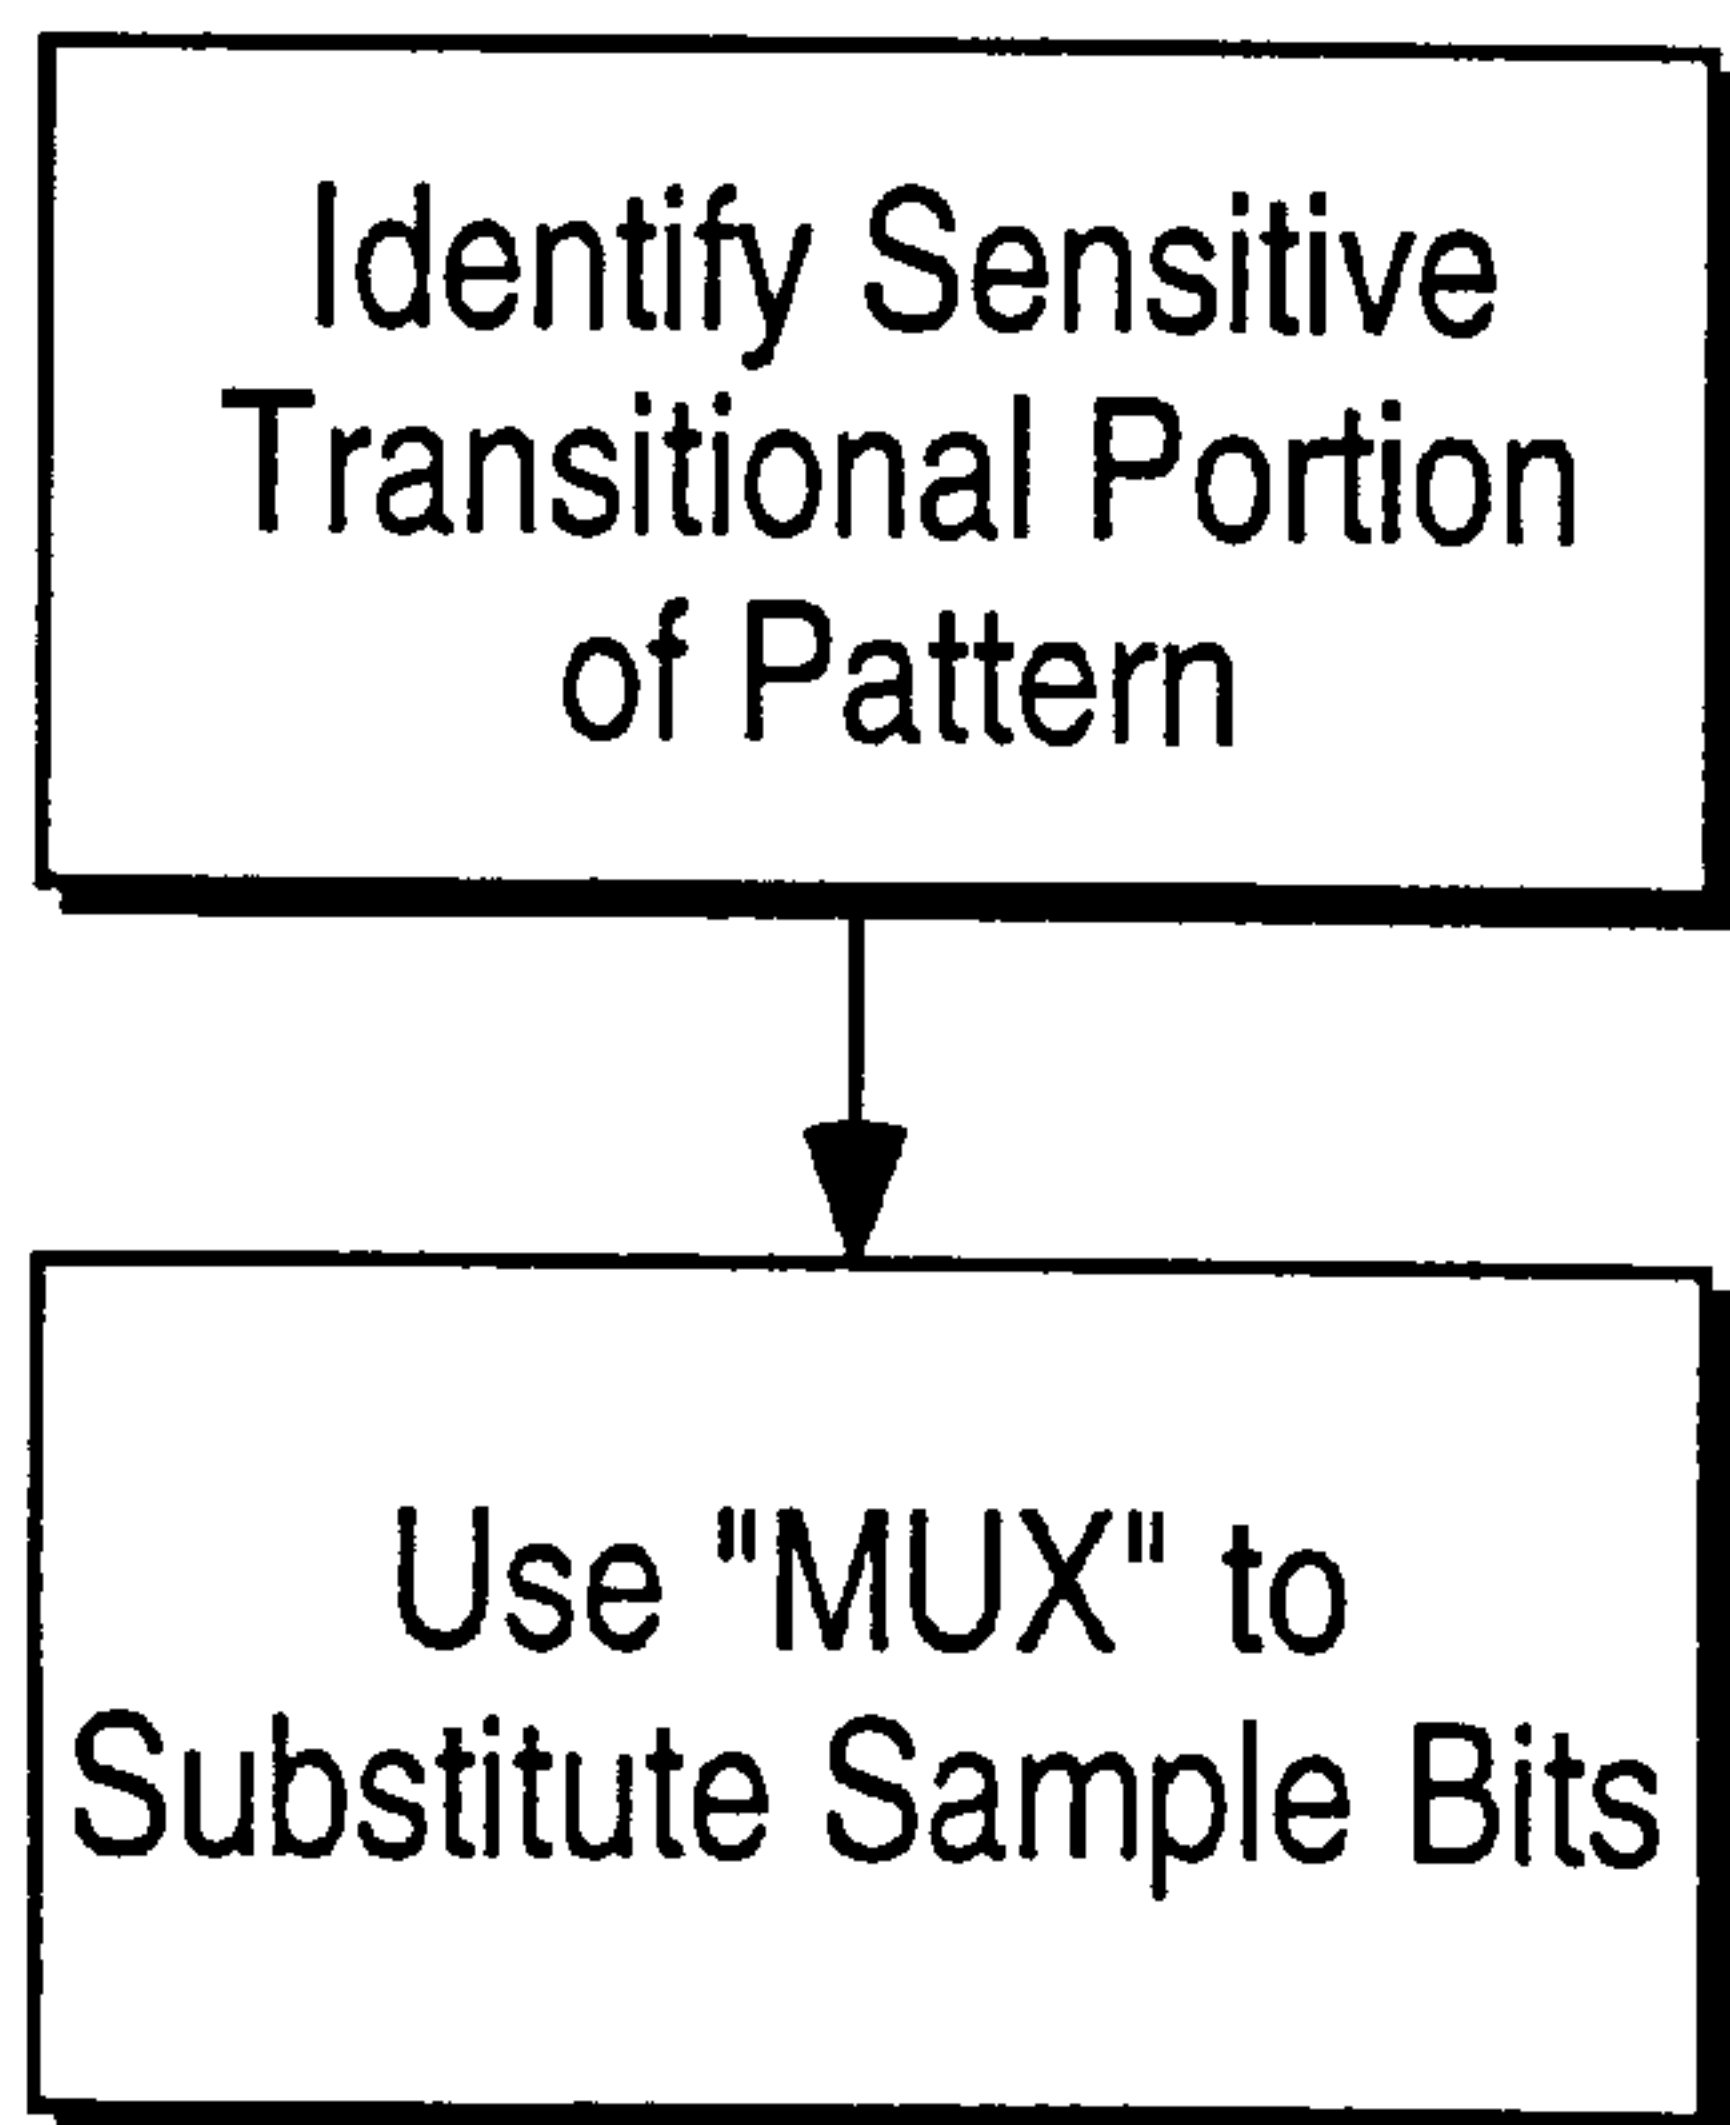 Identify Sensitive
Transitional Portion
of Pattern
Use "MUX" to
Substitute Sample Bits